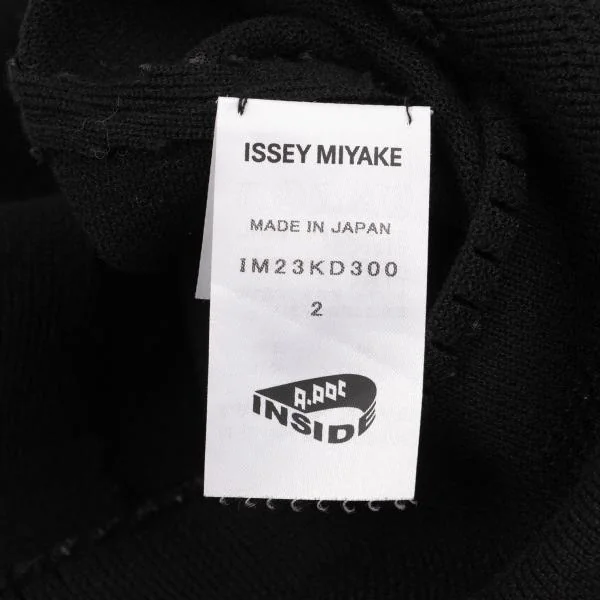 ISSEY MIYAKE
MADE IN JAPAN
IM23KD300
2
A.POC
INSIDE